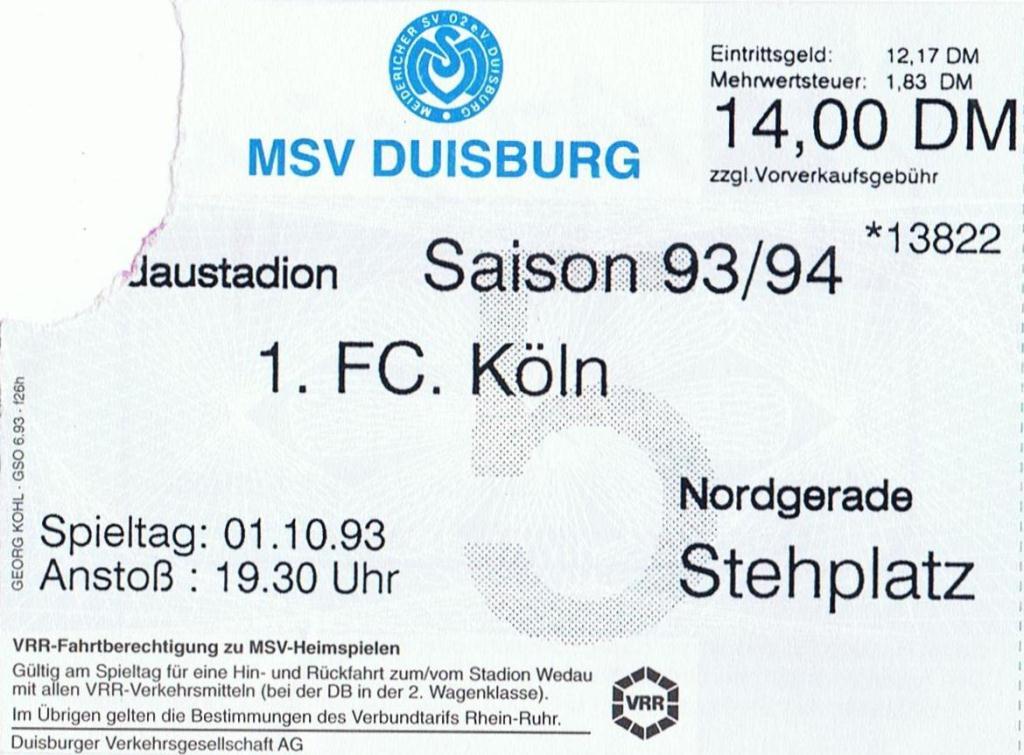 MEIDERICHER SV 02 e.V. DUISBURG
MSV DUISBURG
Eintrittsgeld: 12,17 DM
Mehrwertsteuer: 1,83 DM
14,00 DM
zzgl.Vorverkaufsgebühr
*13822
daustadion Saison 93/94
1. FC. Köln
5
Nordgerade
Stehplatz
Spieltag: 01.10.93
Anstoß : 19.30 Uhr
GEORG KOHL · GSO 6.93 · f26h
VRR-Fahrtberechtigung zu MSV-Heimspielen
Gültig am Spieltag für eine Hin- und Rückfahrt zum/vom Stadion Wedau
mit allen VRR-Verkehrsmitteln (bei der DB in der 2. Wagenklasse).
Im Übrigen gelten die Bestimmungen des Verbundtarifs Rhein-Ruhr.
Duisburger Verkehrsgesellschaft AG
VRR